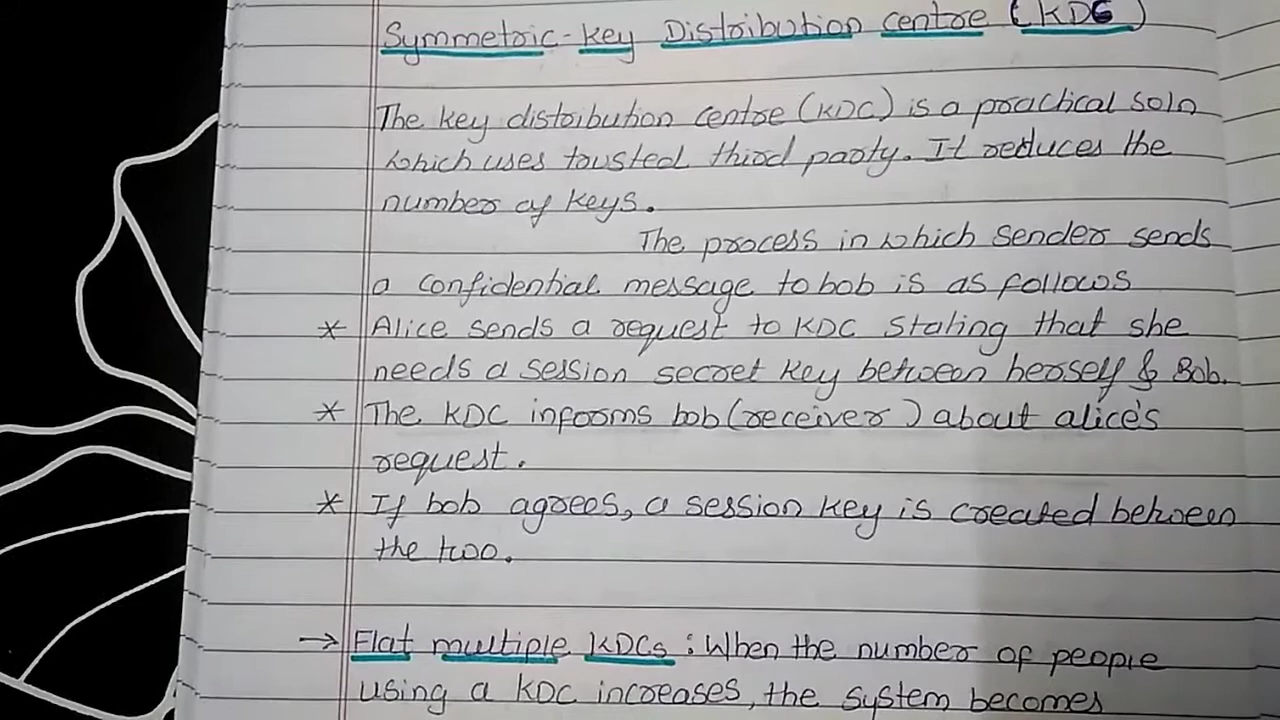 Symmetric-key Distribution centre (KDC)
The key distribution centre (KDC) is a practical soln
which uses trusted third party. It reduces the
number of keys.
The process in which sender sends
a confidential message to bob is as follows
* Alice sends a request to KDC stating that she
needs a session secret key between herself & Bob.
* The KDC informs bob (receiver) about alice's
request.
* If bob agrees, a session key is created between
the two.
→ Flat multiple KDCs : When the number of people
using a KDC increases, the system becomes